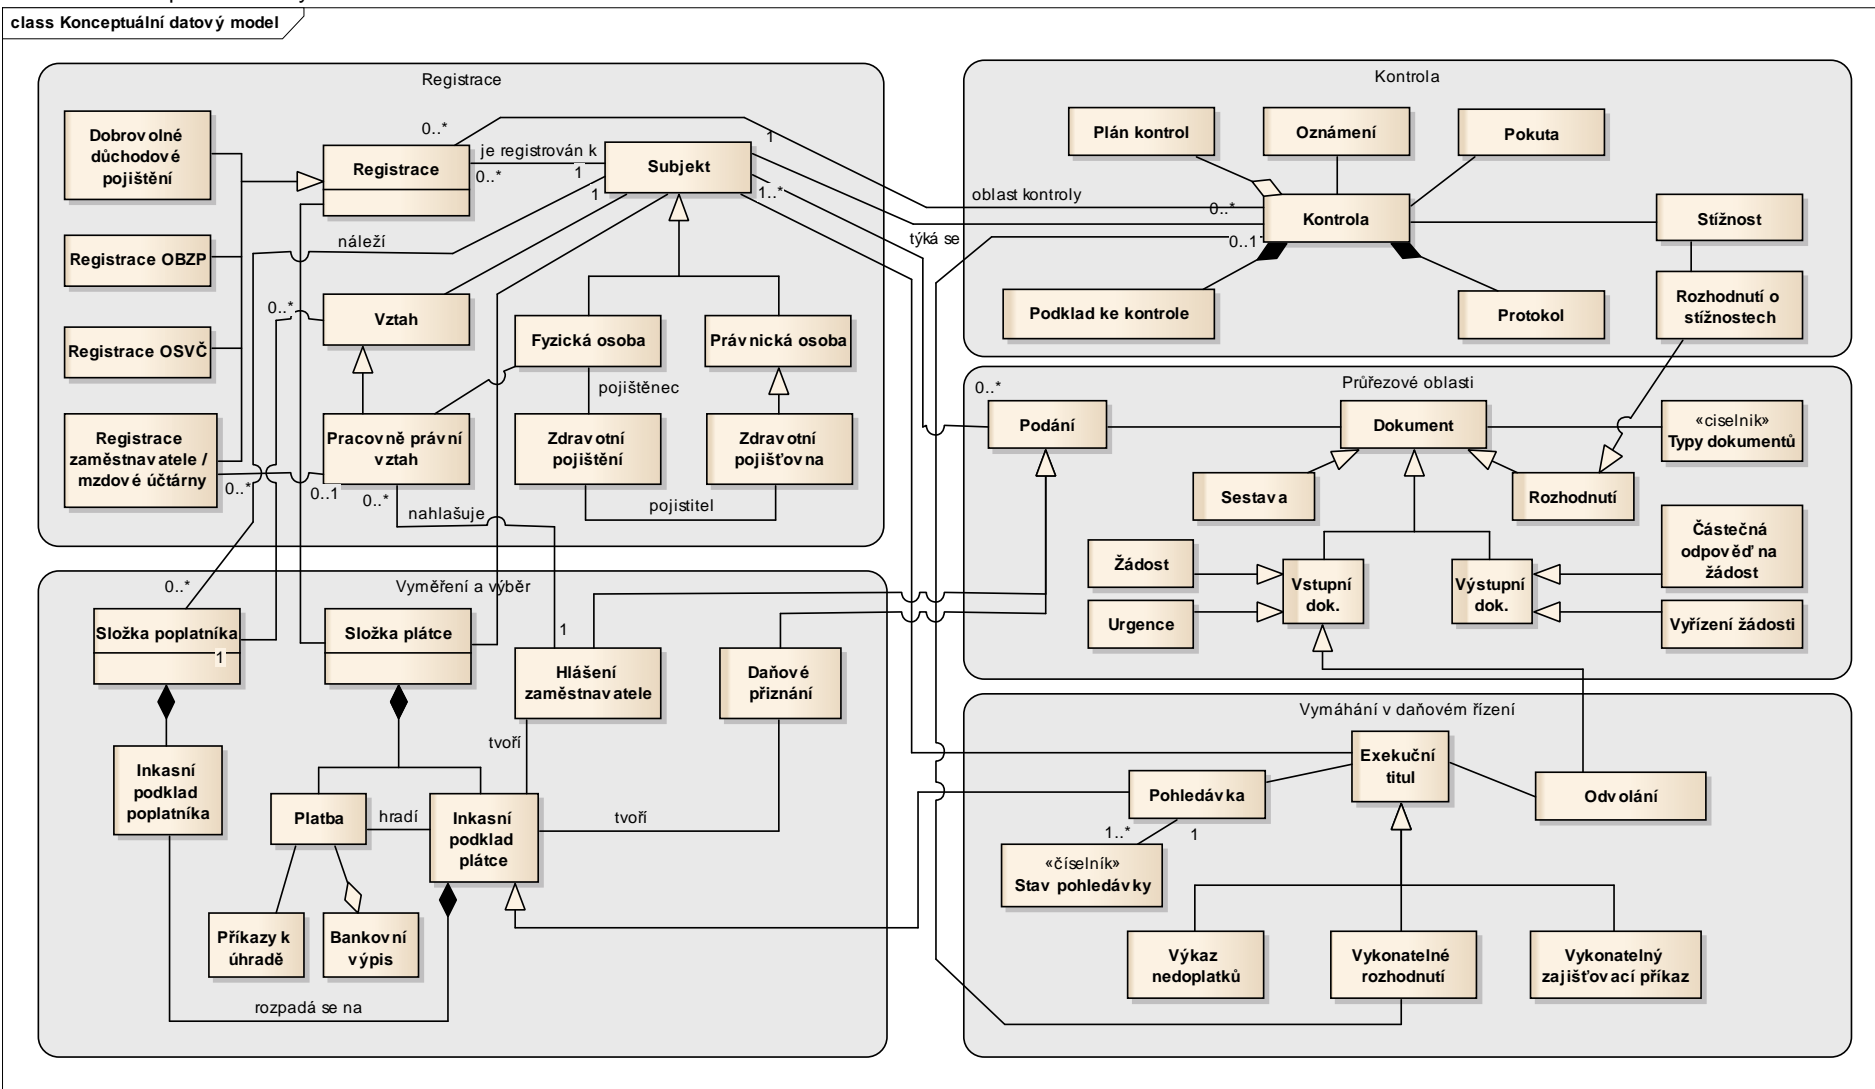 class Konceptuální datový model
Registrace
Dobrovolné
důchodové
pojištění
Registrace OBZP
Registrace OSVČ
Registrace
zaměstnavatele /
mzdové účtárny
Registrace
Subjekt
0..*
je registrován k
0..*
1
1
1
1..*
náleží
0..*
Vztah
Fyzická osoba
Právnická osoba
pojištěnec
Pracovně právní
vztah
Zdravotní
pojištění
Zdravotní
pojišťovna
0..*
0..1
0..*
nahlašuje
pojistitel
Kontrola
Plán kontrol
Oznámení
Pokuta
oblast kontroly
0..*
týká se
0..1
Kontrola
Stížnost
Podklad ke kontrole
Protokol
Rozhodnutí o
stížnostech
Průřezové oblasti
0..*
Podání
Dokument
«ciselnik»
Typy dokumentů
Sestava
Rozhodnutí
Žádost
Urgence
Vstupní
dok.
Výstupní
dok.
Částečná
odpověď na
žádost
Vyřízení žádosti
Vyměření a výběr
0..*
Složka poplatníka
1
Složka plátce
1
Hlášení
zaměstnavatele
Daňové
přiznání
tvoří
Inkasní
podklad
poplatníka
Platba
hradí
Inkasní
podklad
plátce
tvoří
Příkazy k
úhradě
Bankovní
výpis
rozpadá se na
Vymáhání v daňovém řízení
Exekuční
titul
Pohledávka
Odvolání
1..*
1
«číselník»
Stav pohledávky
Výkaz
nedoplatků
Vykonatelné
rozhodnutí
Vykonatelný
zajišťovací příkaz